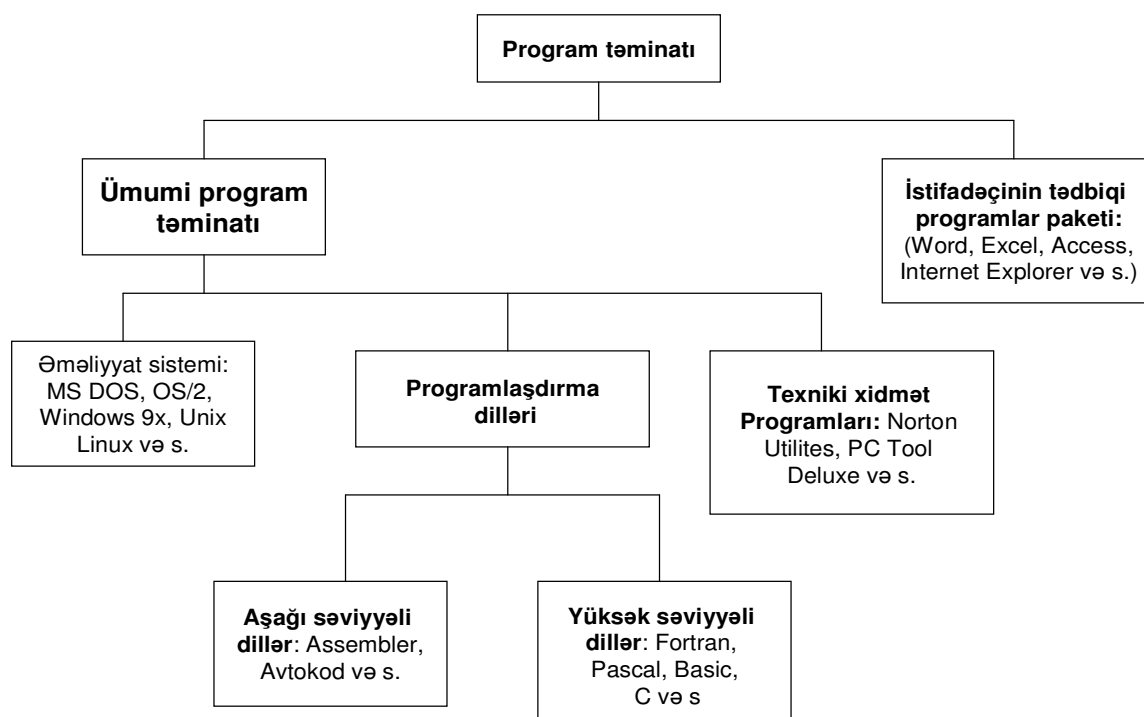 Program təminatı
Ümumi program
təminatı
İstifadəçinin tədbiqi
programlar paketi:
(Word, Excel, Access,
Internet Explorer və s.)
Əməliyyat sistemi:
MS DOS, OS/2,
Windows 9x, Unix
Linux və s.
Programlaşdırma
dilləri
Texniki xidmət
Programları: Norton
Utilites, PC Tool
Deluxe və s.
Aşağı səviyyəli
dillər: Assembler,
Avtokod və s.
Yüksək səviyyəli
dillər: Fortran,
Pascal, Basic,
C və s